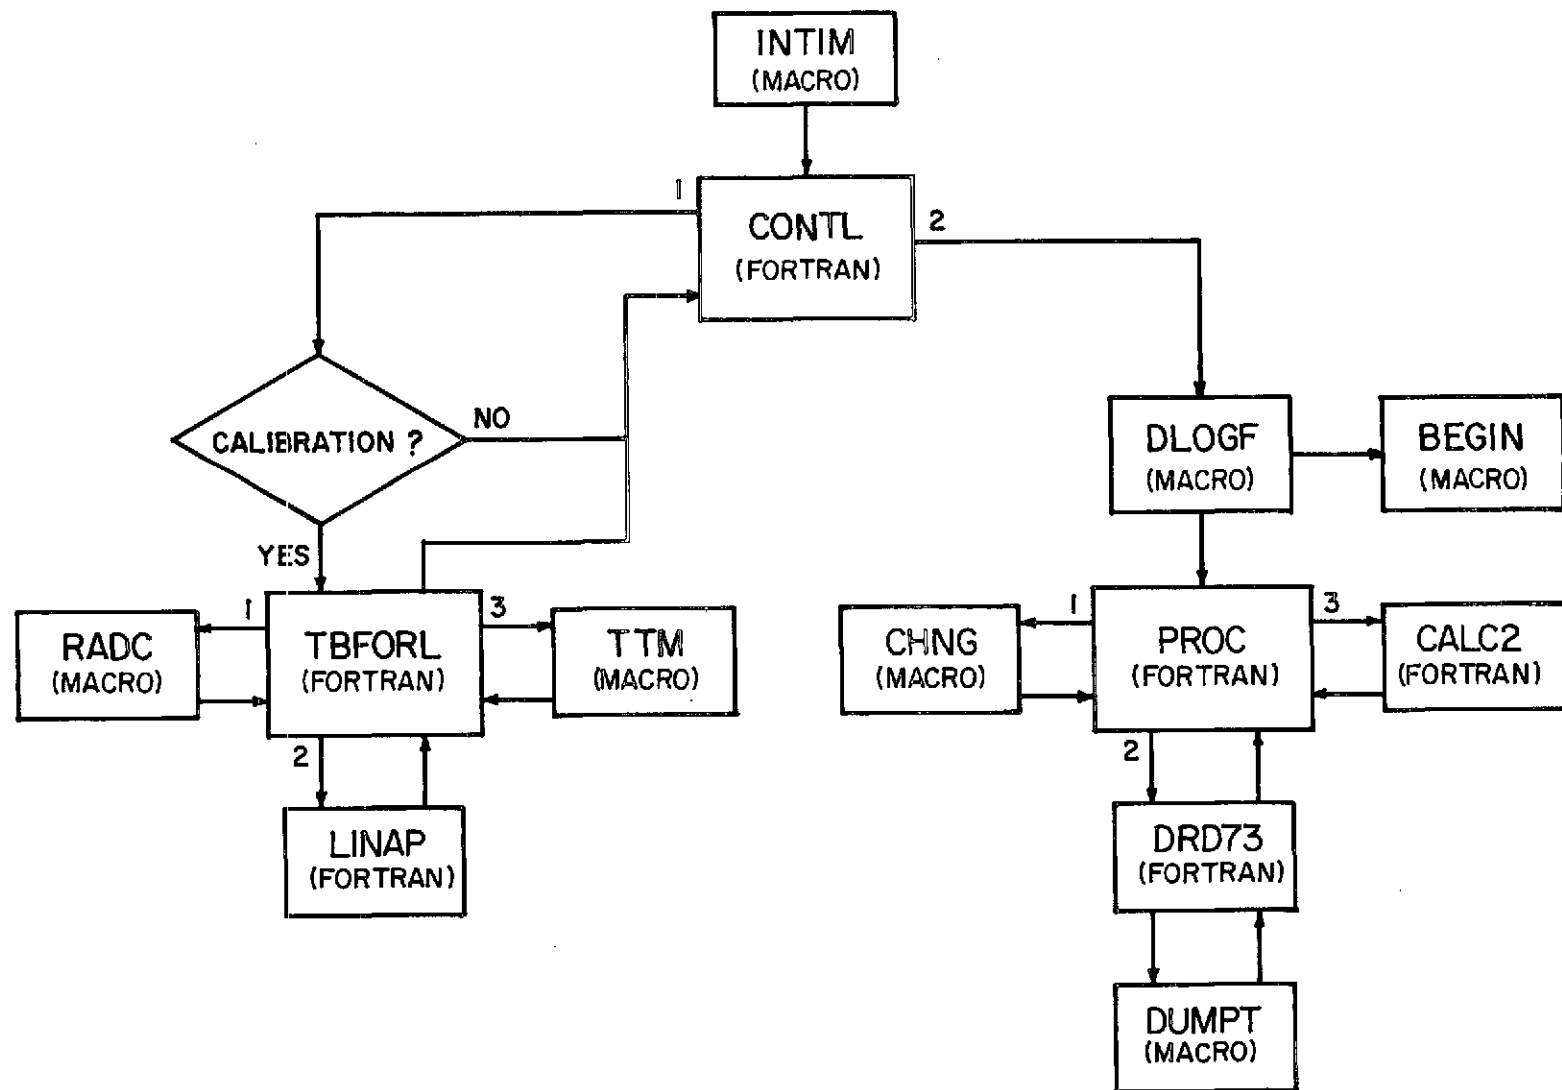 INTIM
(MACRO)
1
CONTL
(FORTRAN)
2
CALIBRATION ?
NO
YES
DLOGF
(MACRO)
BEGIN
(MACRO)
RADC
(MACRO)
1
TBFORL
(FORTRAN)
3
TTM
(MACRO)
2
LINAP
(FORTRAN)
CHNG
(MACRO)
1
PROC
(FORTRAN)
3
CALC2
(FORTRAN)
2
DRD73
(FORTRAN)
DUMPT
(MACRO)